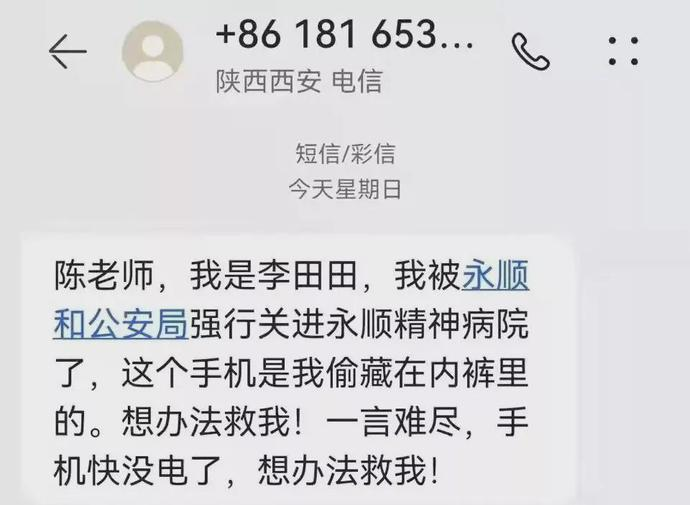 +86 181 653...
陕西西安 电信
短信/彩信
今天星期日
陈老师，我是李田田，我被永顺
和公安局强行关进永顺精神病院
了，这个手机是我偷藏在内裤里
的。想办法救我！一言难尽，手
机快没电了，想办法救我！